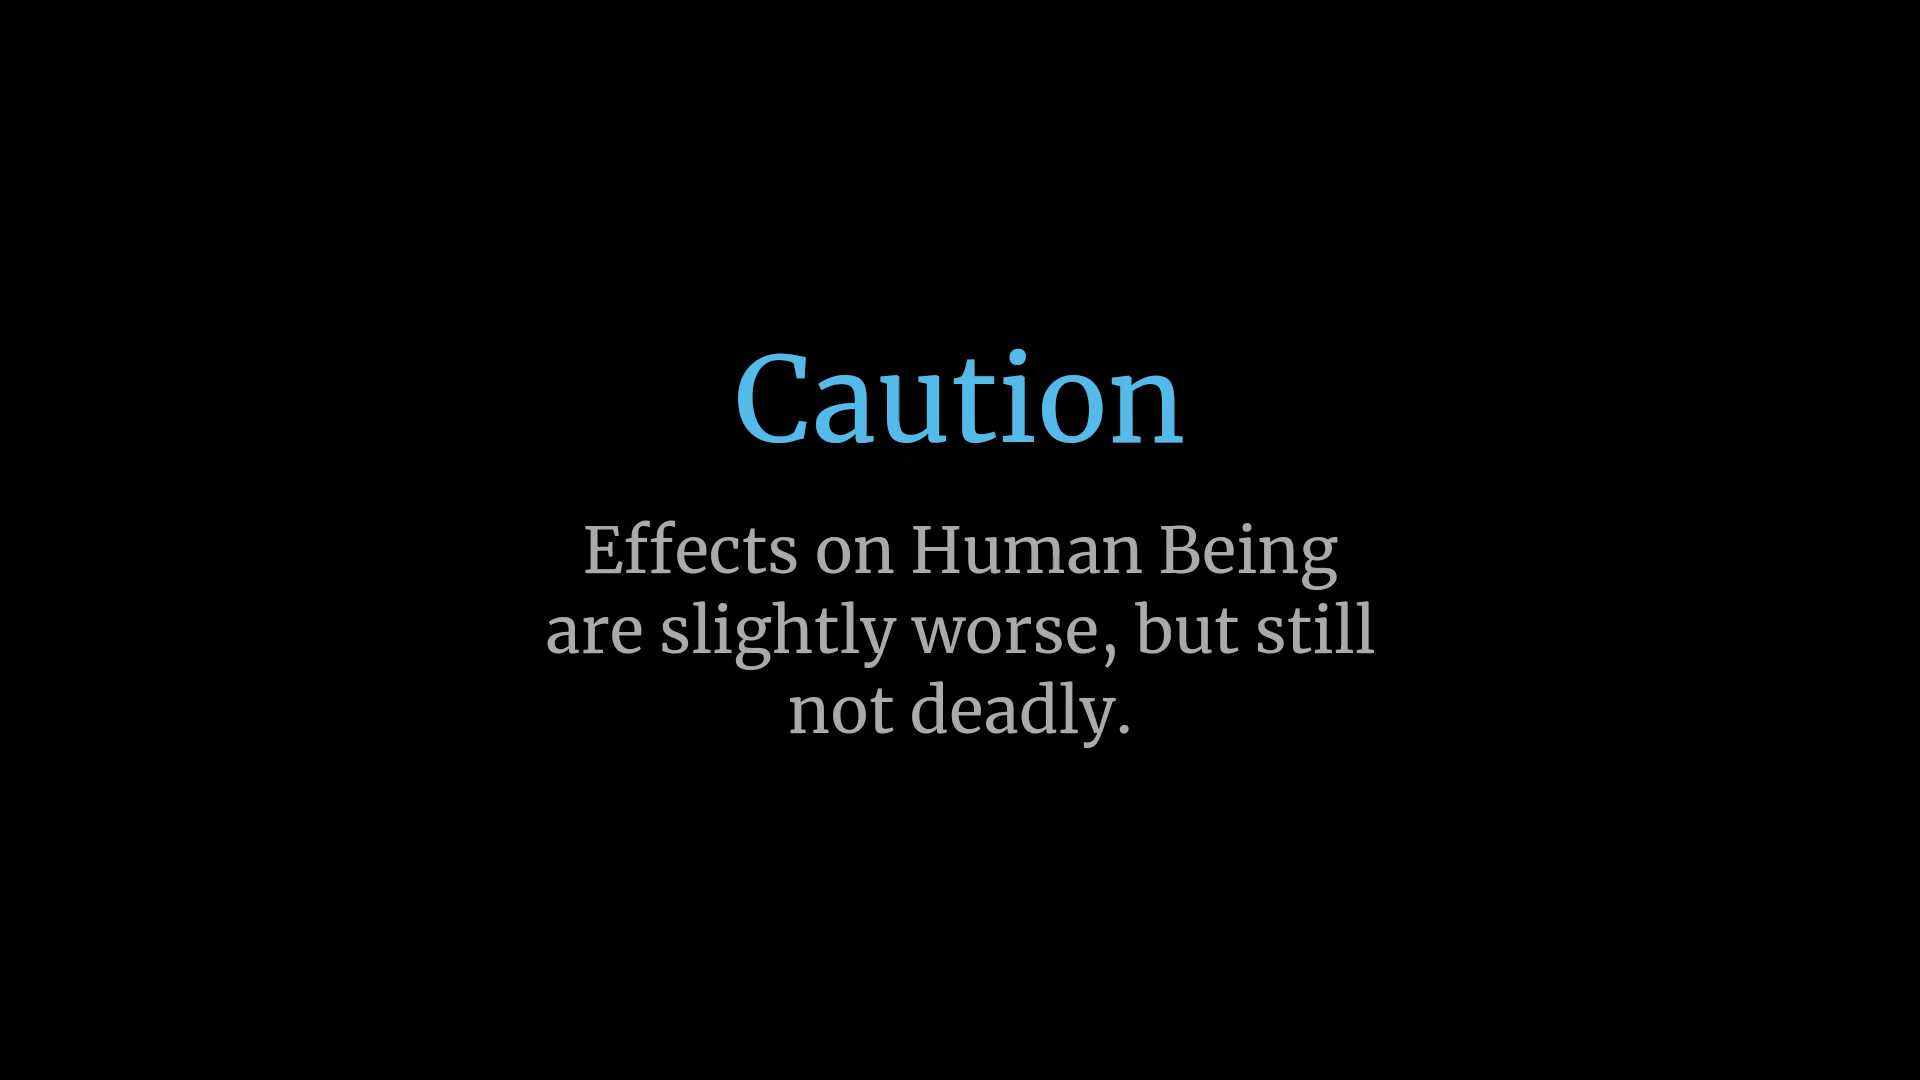 Caution
Effects on Human Being
are slightly worse, but still
not deadly.